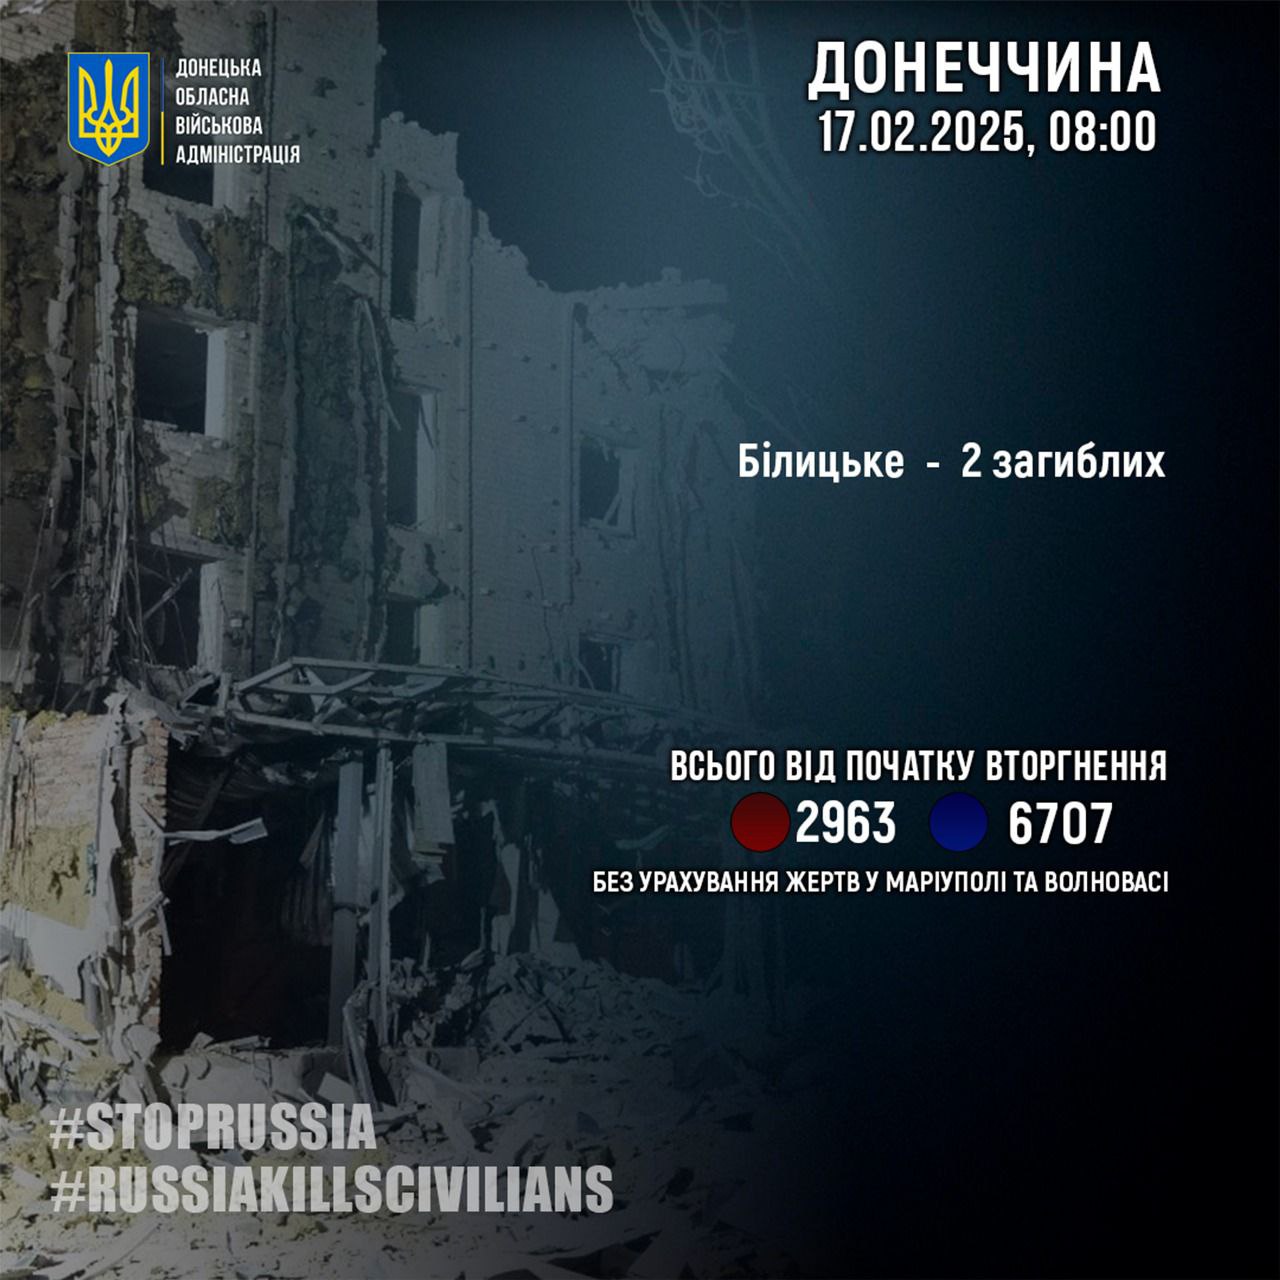 ДОНЕЦЬКА
ОБЛАСНА
ВІЙСЬКОВА
АДМІНІСТРАЦІЯ
ДОНЕЧЧИНА
17.02.2025, 08:00
Білицьке - 2 загиблих
ВСЬОГО ВІД ПОЧАТКУ ВТОРГНЕННЯ
2963 6707
БЕЗ УРАХУВАННЯ ЖЕРТВ У МАРІУПОЛІ ТА ВОЛНОВАСІ
#STOPRUSSIA
#RUSSIAKILLSCIVILIANS